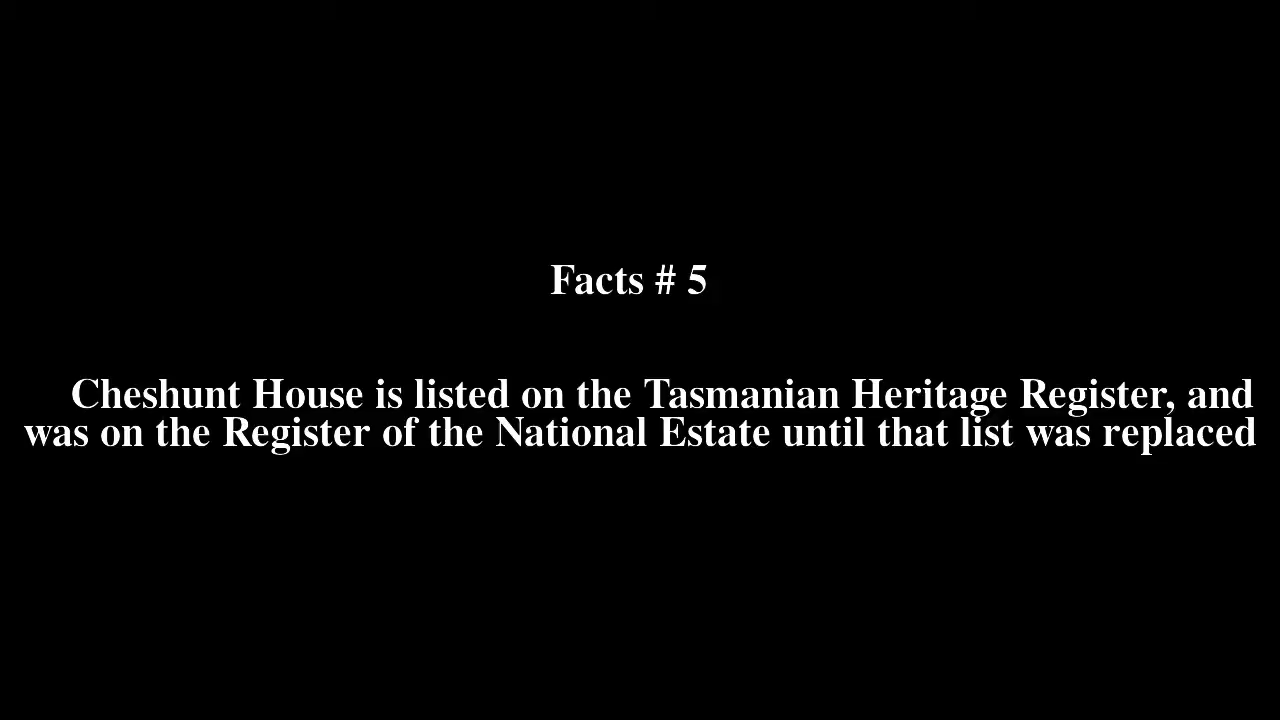 Facts # 5
Cheshunt House is listed on the Tasmanian Heritage Register, and
was on the Register of the National Estate until that list was replaced